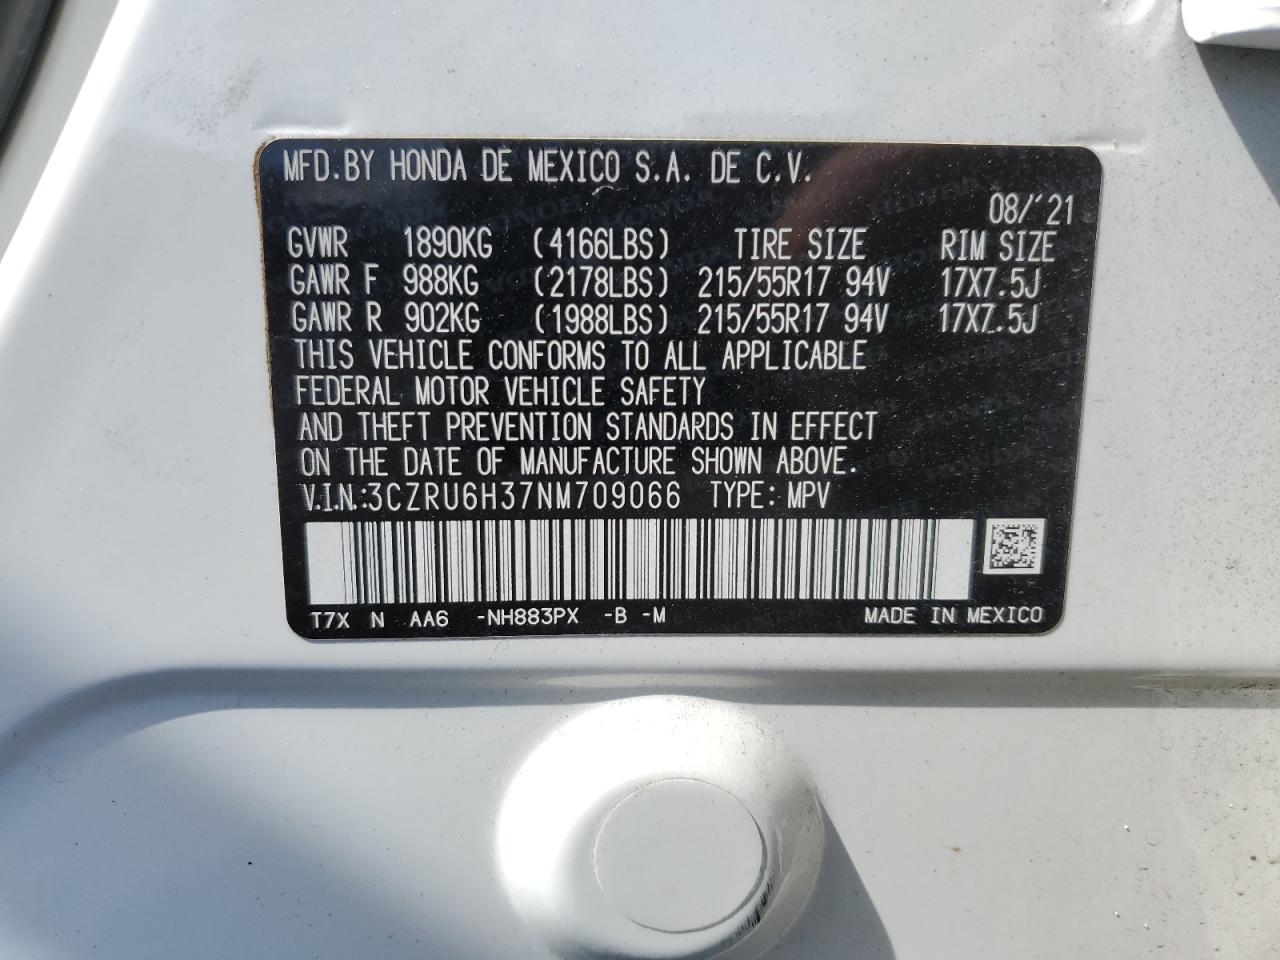 MFD.BY HONDA DE MEXICO S.A. DE C.V.
08/'21
GVWR 1890KG (4166LBS) TIRE SIZE RIM SIZE
GAWR F 988KG (2178LBS) 215/55R17 94V 17X7.5J
GAWR R 902KG (1988LBS) 215/55R17 94V 17X7.5J
THIS VEHICLE CONFORMS TO ALL APPLICABLE
FEDERAL MOTOR VEHICLE SAFETY
AND THEFT PREVENTION STANDARDS IN EFFECT
ON THE DATE OF MANUFACTURE SHOWN ABOVE.
V.I.N.:3CZRU6H37NM709066 TYPE: MPV
T7X N AA6 -NH883PX -B -M MADE IN MEXICO